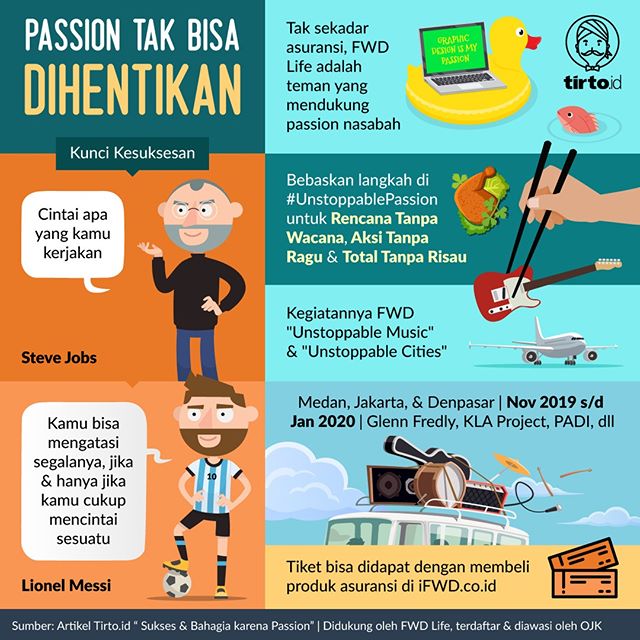 PASSION TAK BISA
DIHENTIKAN
Kunci Kesuksesan
Cintai apa
yang kamu
kerjakan
Steve Jobs
Kamu bisa
mengatasi
segalanya, jika
& hanya jika
kamu cukup
mencintai
sesuatu
10
Lionel Messi
Tak sekadar
asuransi, FWD
Life adalah
teman yang
mendukung
passion nasabah
GRAPHIC
DESIGN IS MY
PASSION
tirto.id
Bebaskan langkah di
#UnstoppablePassion
untuk Rencana Tanpa
Wacana, Aksi Tanpa
Ragu & Total Tanpa Risau
Kegiatannya FWD
"Unstoppable Music"
& "Unstoppable Cities"
Medan, Jakarta, & Denpasar | Nov 2019 s/d
Jan 2020 | Glenn Fredly, KLA Project, PADI, dll
Tiket bisa didapat dengan membeli
produk asuransi di iFWD.co.id
Sumber: Artikel Tirto.id “ Sukses & Bahagia karena Passion” | Didukung oleh FWD Life, terdaftar & diawasi oleh OJK